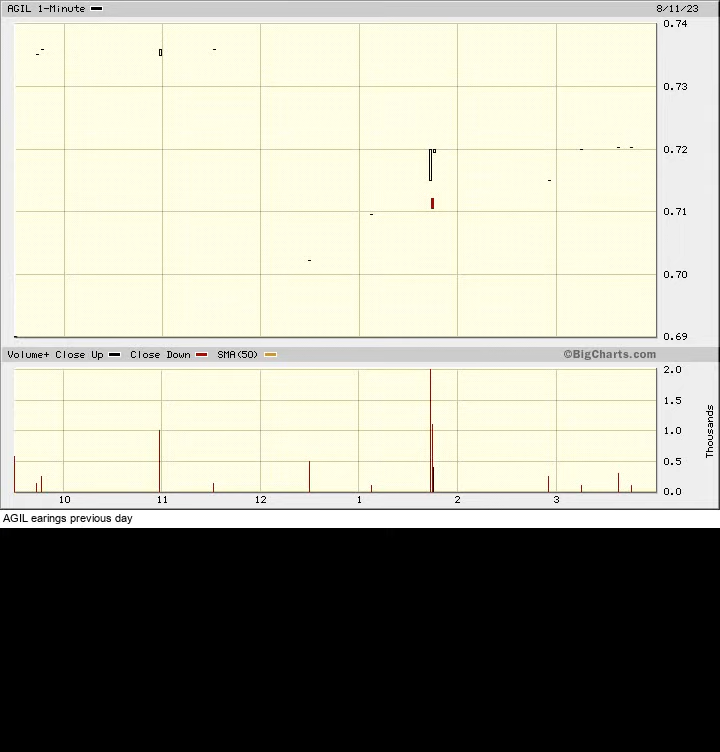 AGIL 1-Minute 8/11/23
0.74
0.73
0.72
0.71
0.70
0.69
Volume+ Close Up Close Down SMA(50) ©BigCharts.com
2.0
1.5
1.0
0.5
0.0
Thousands
10 11 12 1 2 3
AGIL earings previous day